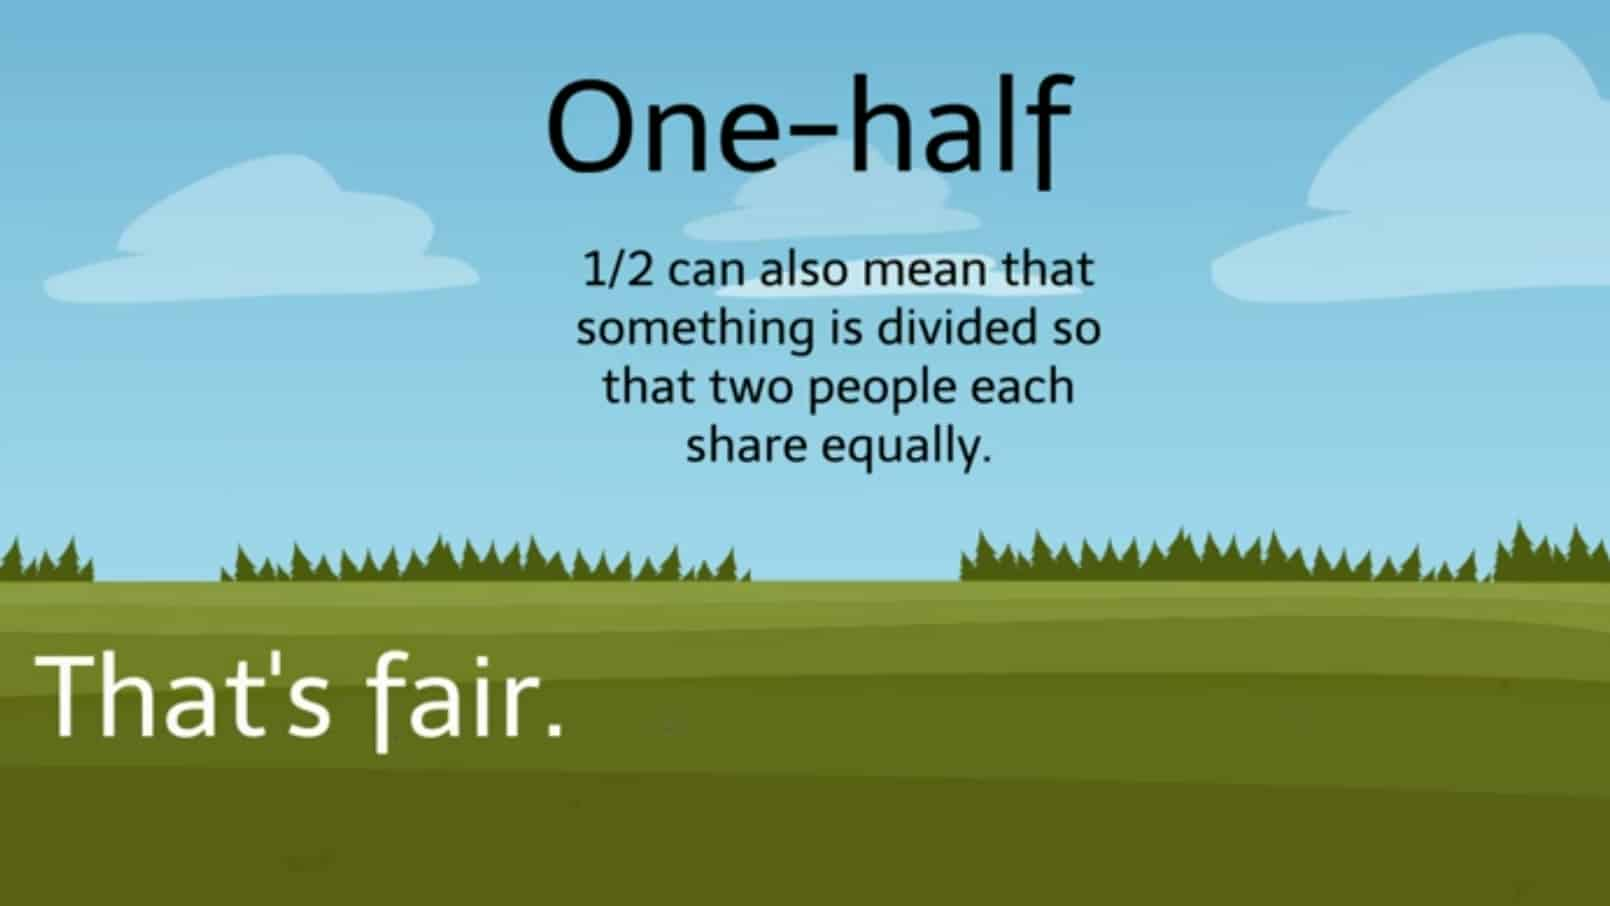 One-half
1/2 can also mean that
something is divided so
that two people each
share equally.
That's fair.